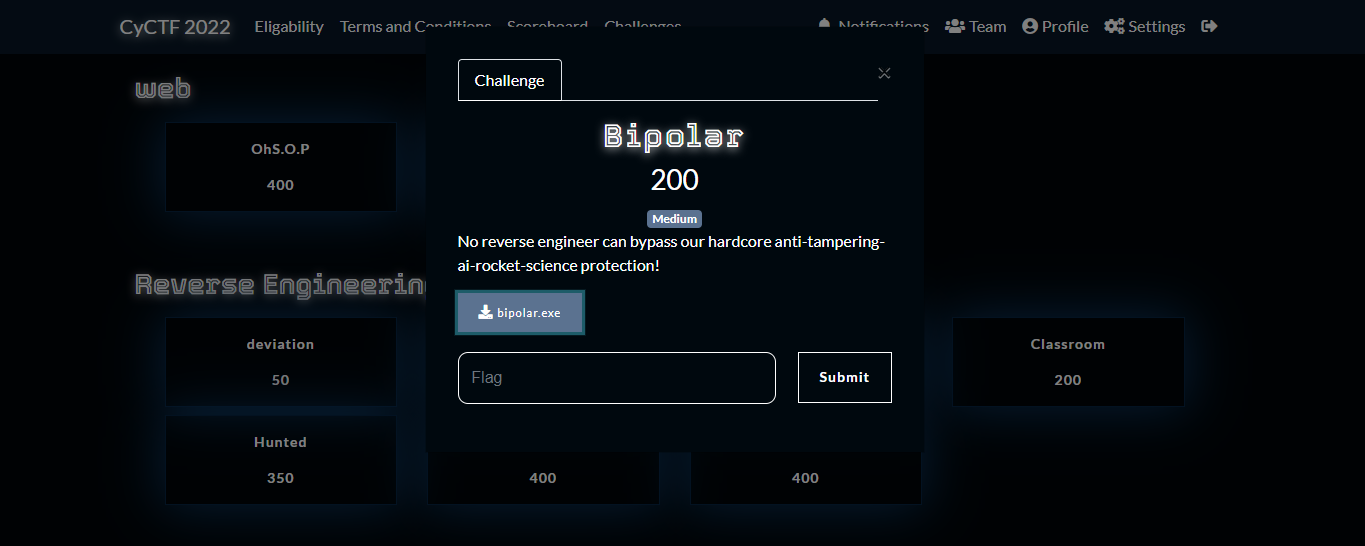 CyCTF 2022 Eligability Terms and Conditions Scoreboard Challenges Notifications Team Profile Settings
Challenge
web
Bipolar
OhS.O.P
200
400
Medium
No reverse engineer can bypass our hardcore anti-tampering-
ai-rocket-science protection!
Reverse Engineering
bipolar.exe
deviation
Classroom
50
Flag
Submit
200
Hunted
350
400
400